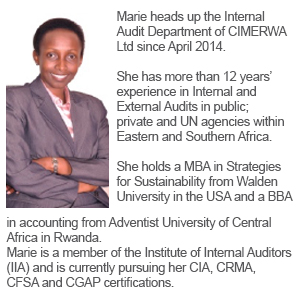 Marie heads up the Internal
Audit Department of CIMERWA
Ltd since April 2014.
She has more than 12 years'
experience in Internal and
External Audits in public;
private and UN agencies within
Eastern and Southern Africa.
She holds a MBA in Strategies
for Sustainability from Walden
University in the USA and a BBA
in accounting from Adventist University of Central
Africa in Rwanda.
Marie is a member of the Institute of Internal Auditors
(IIA) and is currently pursuing her CIA, CRMA,
CFSA and CGAP certifications.